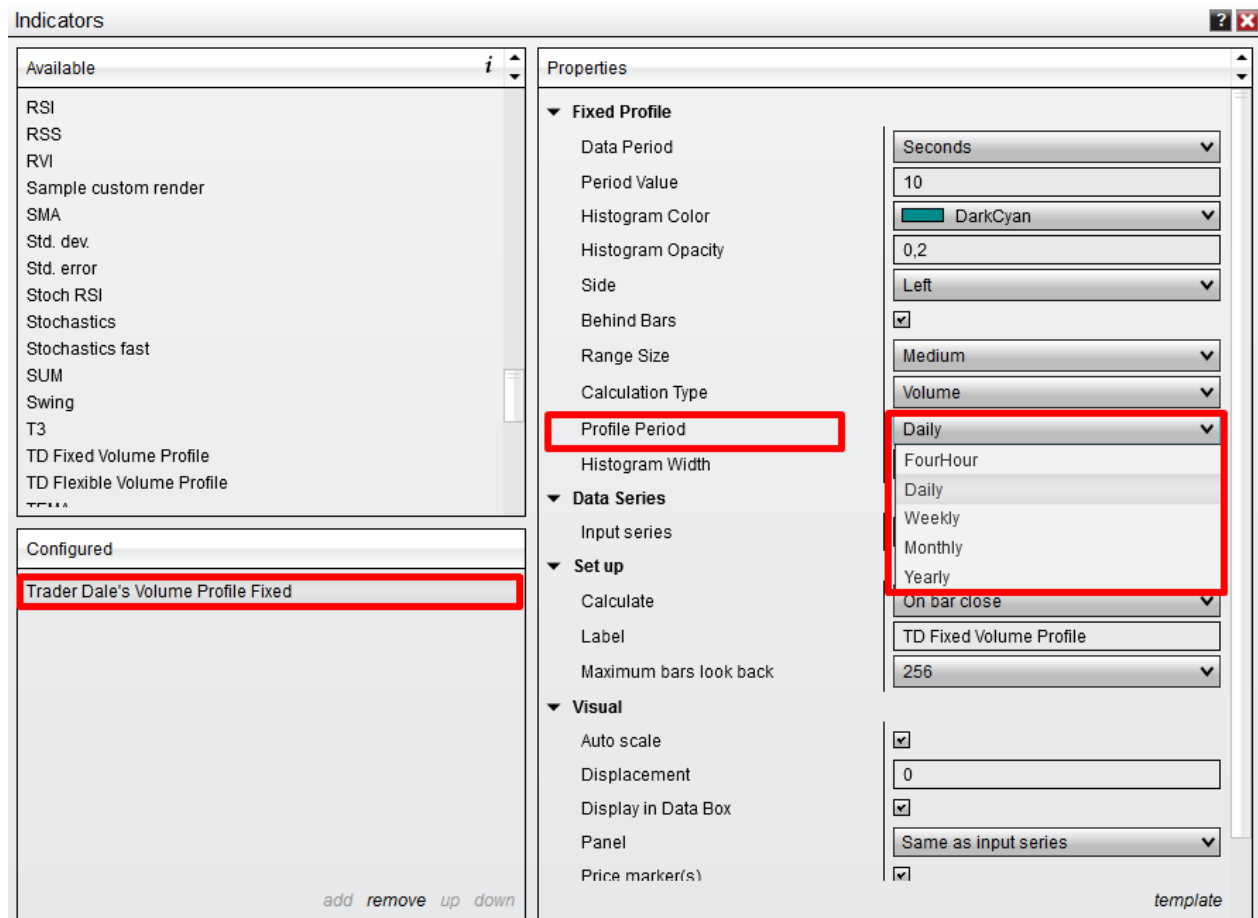 Indicators
?
Available i
RSI
RSS
RVI
Sample custom render
SMA
Std. dev.
Std. error
Stoch RSI
Stochastics
Stochastics fast
SUM
Swing
T3
TD Fixed Volume Profile
TD Flexible Volume Profile
TEMA
Configured
Trader Dale's Volume Profile Fixed
add remove up down
Properties
Fixed Profile
Data Period Seconds
Period Value 10
Histogram Color DarkCyan
Histogram Opacity 0,2
Side Left
Behind Bars
Range Size Medium
Calculation Type Volume
Profile Period Daily
FourHour
Daily
Weekly
Monthly
Yearly
Histogram Width
Data Series
Input series
Set up
Calculate On bar close
Label TD Fixed Volume Profile
Maximum bars look back 256
Visual
Auto scale
Displacement 0
Display in Data Box
Panel Same as input series
Price marker(s)
template